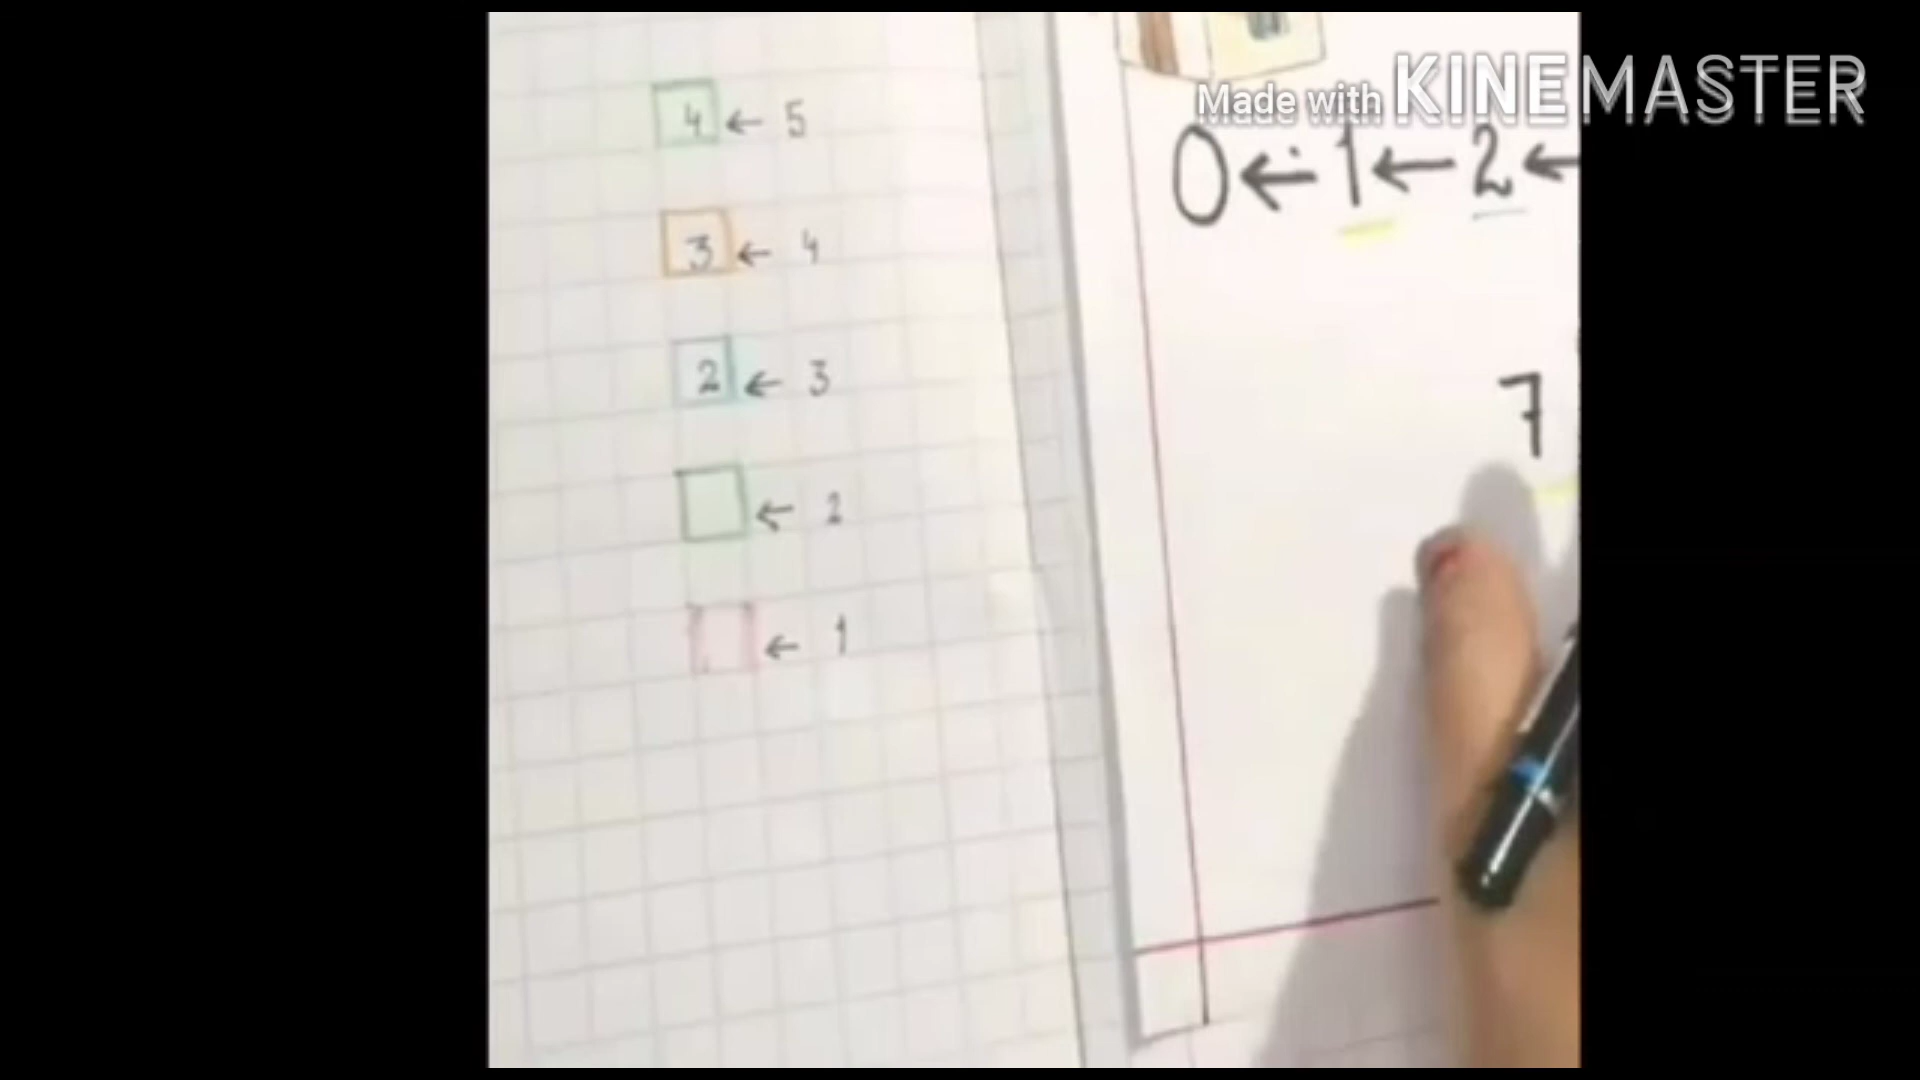 4 ← 5
3 ← 4
2 ← 3
← 2
← 1
Made with KINEMASTER
0 ← 1 ← 2 ←
7